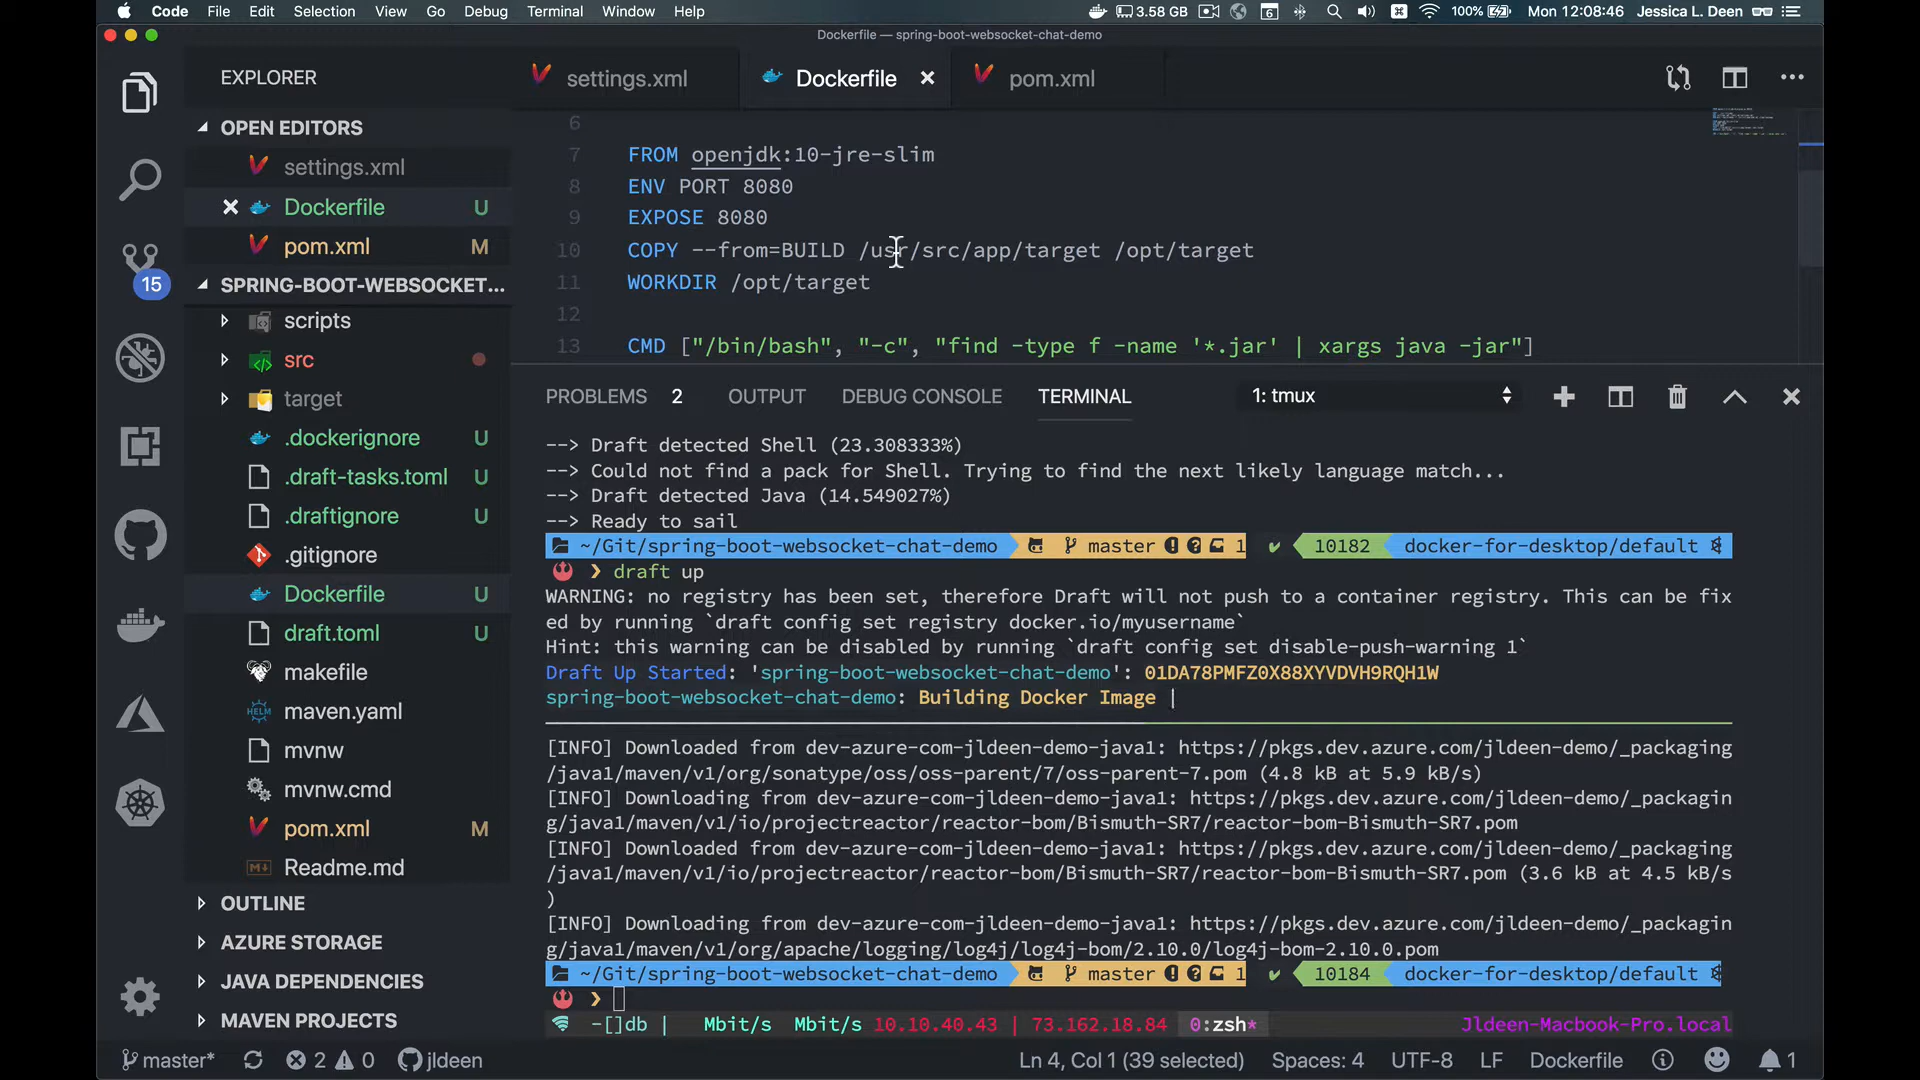 Code File Edit Selection View Go Debug Terminal Window Help 3.58 GB 6 100% Mon 12:08:46 Jessica L. Deen
Dockerfile — spring-boot-websocket-chat-demo
EXPLORER
settings.xml Dockerfile pom.xml
OPEN EDITORS
settings.xml
Dockerfile U
pom.xml M
15
SPRING-BOOT-WEBSOCKET...
scripts
src
target
.dockerignore U
.draft-tasks.toml U
.draftignore U
.gitignore
Dockerfile U
draft.toml U
makefile
maven.yaml
mvnw
mvnw.cmd
pom.xml M
Readme.md
OUTLINE
AZURE STORAGE
JAVA DEPENDENCIES
MAVEN PROJECTS
6
7 FROM openjdk:10-jre-slim
8 ENV PORT 8080
9 EXPOSE 8080
10 COPY --from=BUILD /usr/src/app/target /opt/target
11 WORKDIR /opt/target
12
13 CMD ["/bin/bash", "-c", "find -type f -name '*.jar' | xargs java -jar"]
PROBLEMS 2 OUTPUT DEBUG CONSOLE TERMINAL 1: tmux
--> Draft detected Shell (23.308333%)
--> Could not find a pack for Shell. Trying to find the next likely language match...
--> Draft detected Java (14.549027%)
--> Ready to sail
~/Git/spring-boot-websocket-chat-demo master 1 ✔ 10182 docker-for-desktop/default
❯ draft up
WARNING: no registry has been set, therefore Draft will not push to a container registry. This can be fix
ed by running `draft config set registry docker.io/myusername`
Hint: this warning can be disabled by running `draft config set disable-push-warning 1`
Draft Up Started: 'spring-boot-websocket-chat-demo': 01DA78PMFZ0X88XYVDVH9RQH1W
spring-boot-websocket-chat-demo: Building Docker Image |
[INFO] Downloaded from dev-azure-com-jldeen-demo-java1: https://pkgs.dev.azure.com/jldeen-demo/_packaging
/java1/maven/v1/org/sonatype/oss/oss-parent/7/oss-parent-7.pom (4.8 kB at 5.9 kB/s)
[INFO] Downloading from dev-azure-com-jldeen-demo-java1: https://pkgs.dev.azure.com/jldeen-demo/_packagin
g/java1/maven/v1/io/projectreactor/reactor-bom/Bismuth-SR7/reactor-bom-Bismuth-SR7.pom
[INFO] Downloaded from dev-azure-com-jldeen-demo-java1: https://pkgs.dev.azure.com/jldeen-demo/_packaging
/java1/maven/v1/io/projectreactor/reactor-bom/Bismuth-SR7/reactor-bom-Bismuth-SR7.pom (3.6 kB at 4.5 kB/s
)
[INFO] Downloading from dev-azure-com-jldeen-demo-java1: https://pkgs.dev.azure.com/jldeen-demo/_packagin
g/java1/maven/v1/org/apache/logging/log4j/log4j-bom/2.10.0/log4j-bom-2.10.0.pom
~/Git/spring-boot-websocket-chat-demo master 1 ✔ 10184 docker-for-desktop/default
❯
-[]db | Mbit/s Mbit/s 10.10.40.43 | 73.162.18.84 0:zsh* Jldeen-Macbook-Pro.local
master* 2 0 jldeen Ln 4, Col 1 (39 selected) Spaces: 4 UTF-8 LF Dockerfile 1